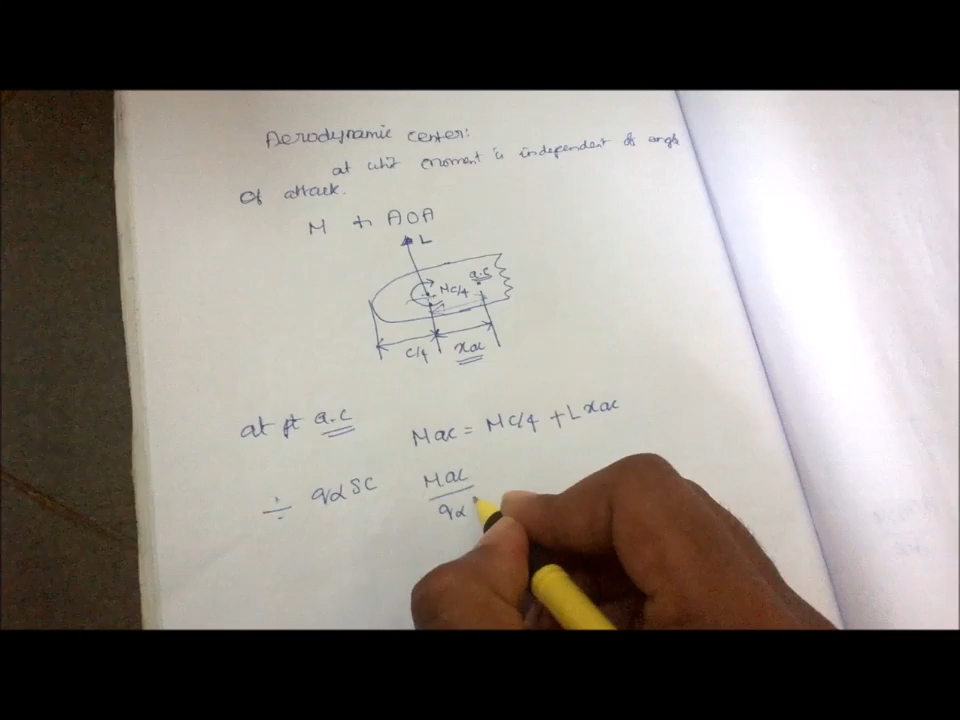 Aerodynamic center:
at whic moment is independent of angle
of attack.
M + AOA
L
a.c
Mc/4
c/4 xac
at pt a.c
Mac = Mc/4 + L xac
÷ q∝ SC Mac
q∝